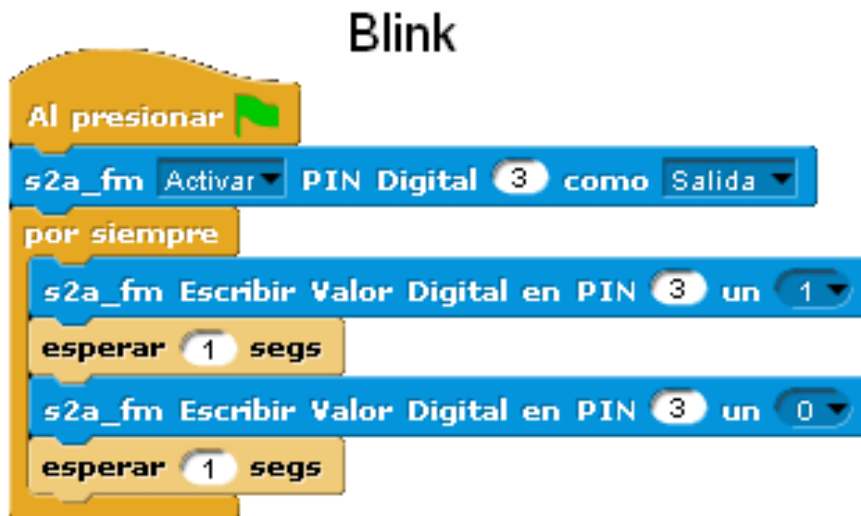 Blink
Al presionar
s2a_fm Activar PIN Digital 3 como Salida
por siempre
s2a_fm Escribir Valor Digital en PIN 3 un 1
esperar 1 segs
s2a_fm Escribir Valor Digital en PIN 3 un 0
esperar 1 segs